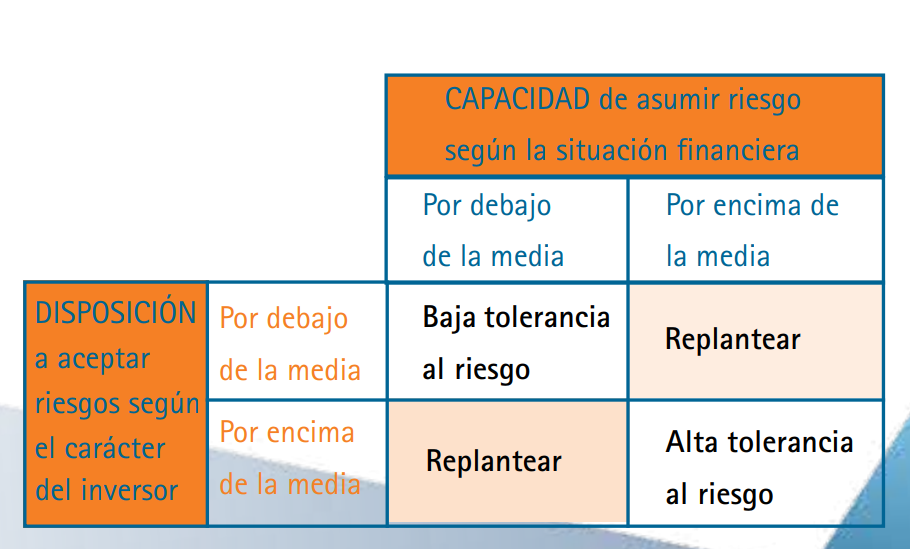 CAPACIDAD de asumir riesgo
según la situación financiera
Por debajo
de la media
Por encima de
la media
DISPOSICIÓN
a aceptar
riesgos según
el carácter
del inversor
Por debajo
de la media
Baja tolerancia
al riesgo
Replantear
Por encima
de la media
Replantear
Alta tolerancia
al riesgo